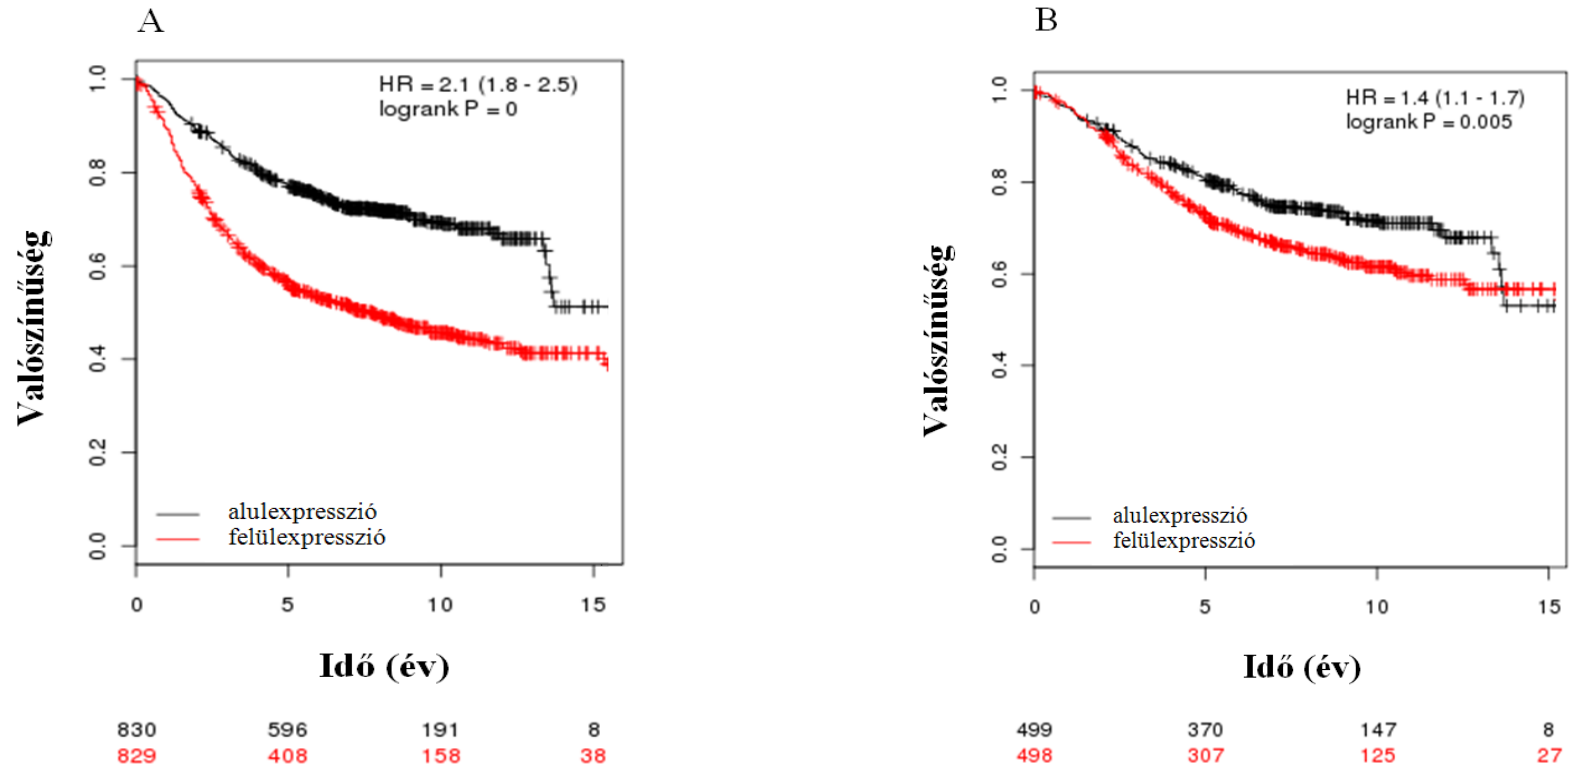 A
HR = 2.1 (1.8 - 2.5)
logrank P = 0
Valószínűség
1.0
0.8
0.6
0.4
0.2
0.0
alulexpresszió
felülexpresszió
0 5 10 15
Idő (év)
830 596 191 8
829 408 158 38
B
HR = 1.4 (1.1 - 1.7)
logrank P = 0.005
Valószínűség
1.0
0.8
0.6
0.4
0.2
0.0
alulexpresszió
felülexpresszió
0 5 10 15
Idő (év)
499 370 147 8
498 307 125 27